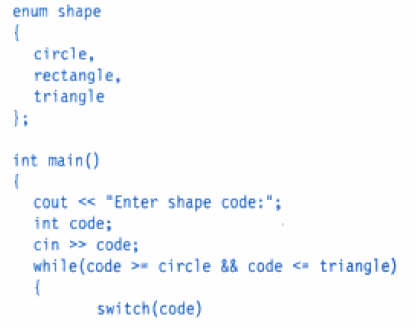 enum shape
{
circle,
rectangle,
triangle
};
int main()
{
cout << "Enter shape code:";
int code;
cin >> code;
while(code >= circle && code <= triangle)
{
switch(code)